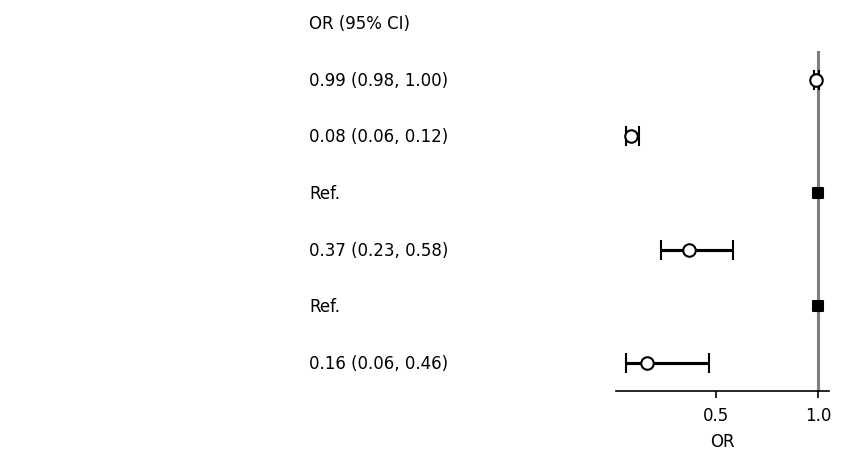 OR (95% CI)
0.99 (0.98, 1.00)
0.08 (0.06, 0.12)
Ref.
0.37 (0.23, 0.58)
Ref.
0.16 (0.06, 0.46)
0.5 1.0
OR